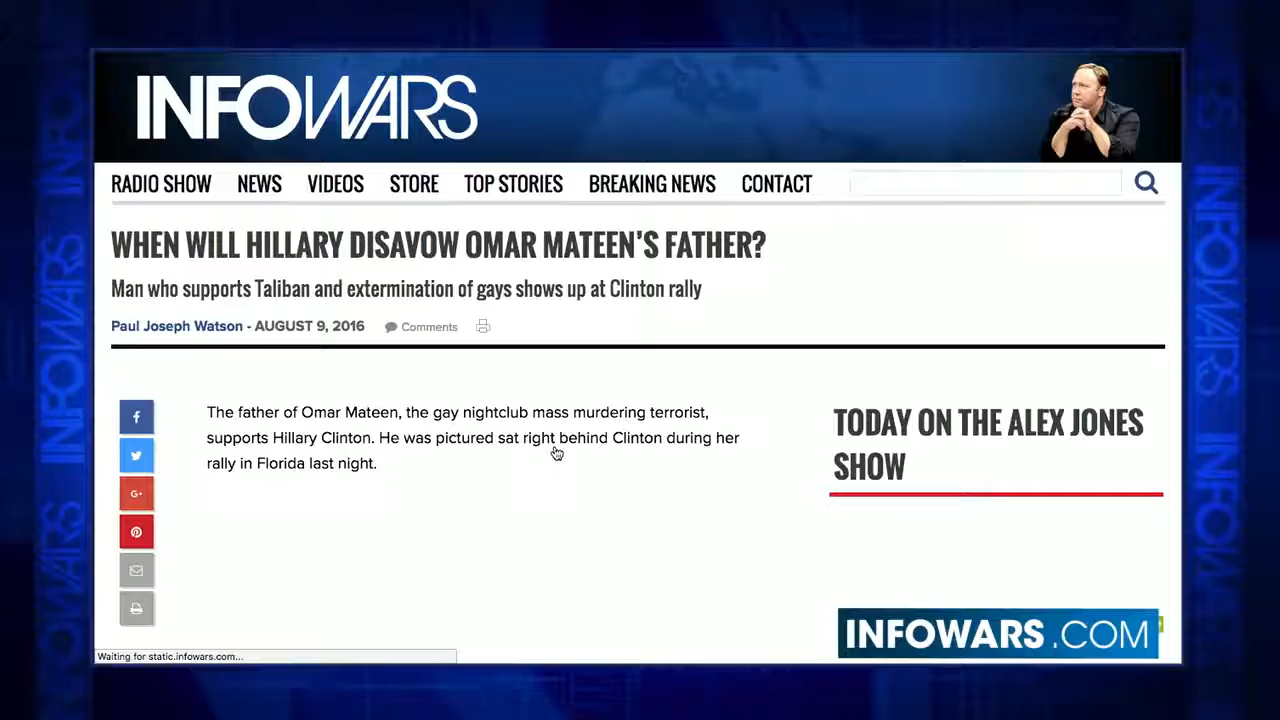 INFOWARS
RADIO SHOW NEWS VIDEOS STORE TOP STORIES BREAKING NEWS CONTACT
WHEN WILL HILLARY DISAVOW OMAR MATEEN'S FATHER?
Man who supports Taliban and extermination of gays shows up at Clinton rally
Paul Joseph Watson - AUGUST 9, 2016 Comments
The father of Omar Mateen, the gay nightclub mass murdering terrorist,
supports Hillary Clinton. He was pictured sat right behind Clinton during her
rally in Florida last night.
G+
TODAY ON THE ALEX JONES
SHOW
INFOWARS.COM
Waiting for static.infowars.com...
INFOWARS
INFOWARS
INFOWARS
INFOWARS